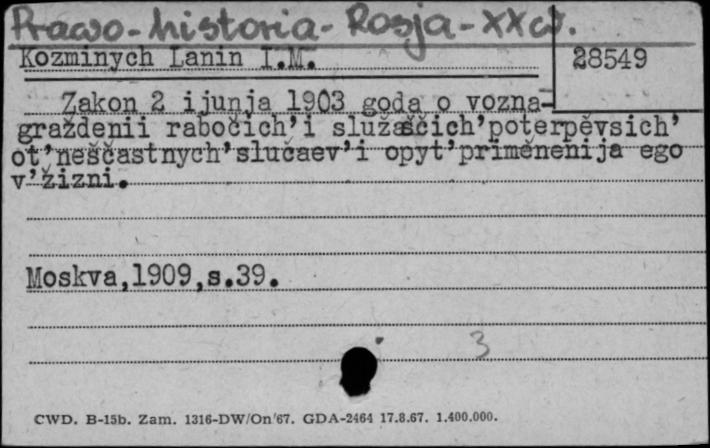 Prawo - historia - Rosja - XX w.
Kozminych Lanin I.M.
28549
Zakon 2 ijunja 1903 goda o vozna-
graždenii rabočich'i služaščich'poterpěvsich'
ot'neščastnych'slučaev'i opyt'priměnenija ego
v'žizni.
Moskva,1909,s.39.
3
CWD. B-15b. Zam. 1316-DW/On/67. GDA-2464 17.8.67. 1.400.000.